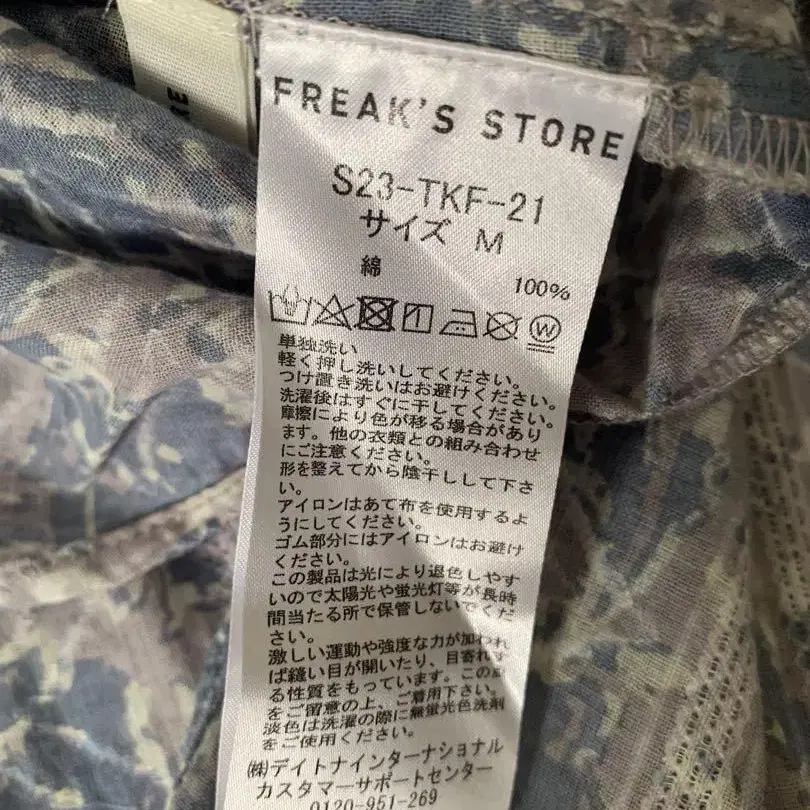 FREAK'S STORE
S23-TKF-21
サイズ M
綿 100%
単独洗い
軽く押し洗いしてください。
つけ置き洗いはお避けください。
洗濯後はすぐに干してください。
摩擦により色が移る場合があり
ます。他の衣類との組み合わせ
にご注意ください。
形を整えてから陰干しして下さ
い。
アイロンはあて布を使用するよ
うにしてください。
ゴム部分にはアイロンはお避け
ください。
この製品は光により退色しやす
いので太陽光や蛍光灯等が長時
間当たる所で保管しないでくだ
さい。
激しい運動や強度な力が加われ
ば縫い目が開いたり、目寄れす
る性質をもっています。この
をご留意の上、ご着用下さい。
淡色は洗濯の際に無蛍光色洗剤
をご使用ください。
㈱デイトナインターナショナル
カスタマーサポートセンター
0120-951-269